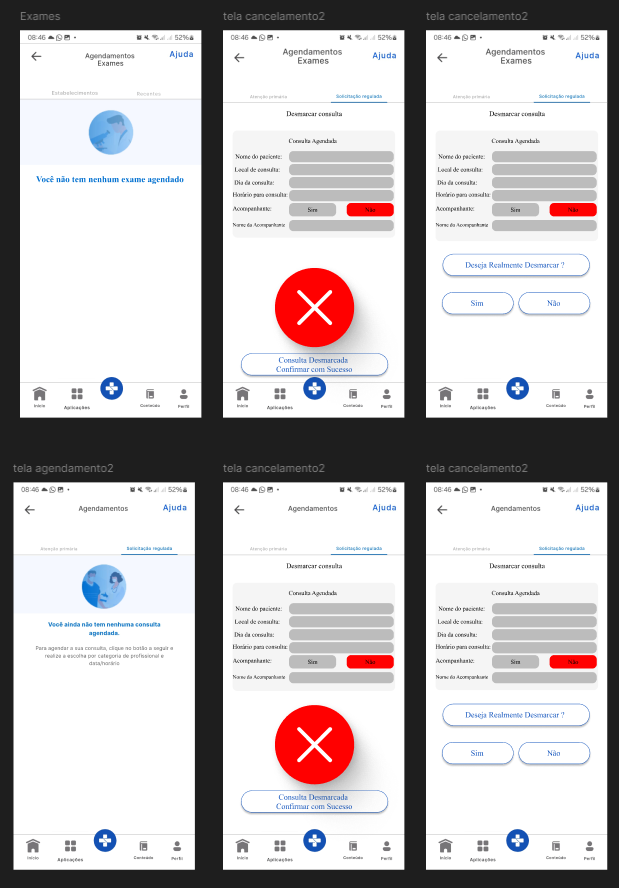 Exames
08:46
52%
Agendamentos
Exames
Ajuda
Estabelecimentos
Recentes
Você não tem nenhum exame agendado
Início
Aplicações
Conteúdo
Perfil
tela cancelamento2
08:46
52%
Agendamentos
Exames
Ajuda
Atenção primária
Solicitação regulada
Desmarcar consulta
Consulta Agendada
Nome do paciente:
Local de consulta:
Dia da consulta:
Horário para consulta:
Acompanhante:
Sim
Não
Nome da Acompanhante
Consulta Desmarcada
Confirmar com Sucesso
Início
Aplicações
Conteúdo
Perfil
tela cancelamento2
08:46
52%
Agendamentos
Exames
Ajuda
Atenção primária
Solicitação regulada
Desmarcar consulta
Consulta Agendada
Nome do paciente:
Local de consulta:
Dia da consulta:
Horário para consulta:
Acompanhante:
Sim
Não
Nome da Acompanhante
Deseja Realmente Desmarcar ?
Sim
Não
Início
Aplicações
Conteúdo
Perfil
tela agendamento2
08:46
52%
Agendamentos
Ajuda
Atenção primária
Solicitação regulada
Você ainda não tem nenhuma consulta
agendada.
Para agendar a sua consulta, clique no botão a seguir e
realiza a escolha por categoria de profissional e
data/horário
Início
Aplicações
Conteúdo
Perfil
tela cancelamento2
08:46
52%
Agendamentos
Ajuda
Atenção primária
Solicitação regulada
Desmarcar consulta
Consulta Agendada
Nome do paciente:
Local de consulta:
Dia da consulta:
Horário para consulta:
Acompanhante:
Sim
Não
Nome da Acompanhante
Consulta Desmarcada
Confirmar com Sucesso
Início
Aplicações
Conteúdo
Perfil
tela cancelamento2
08:46
52%
Agendamentos
Ajuda
Atenção primária
Solicitação regulada
Desmarcar consulta
Consulta Agendada
Nome do paciente:
Local de consulta:
Dia da consulta:
Horário para consulta:
Acompanhante:
Sim
Não
Nome da Acompanhante
Deseja Realmente Desmarcar ?
Sim
Não
Início
Aplicações
Conteúdo
Perfil